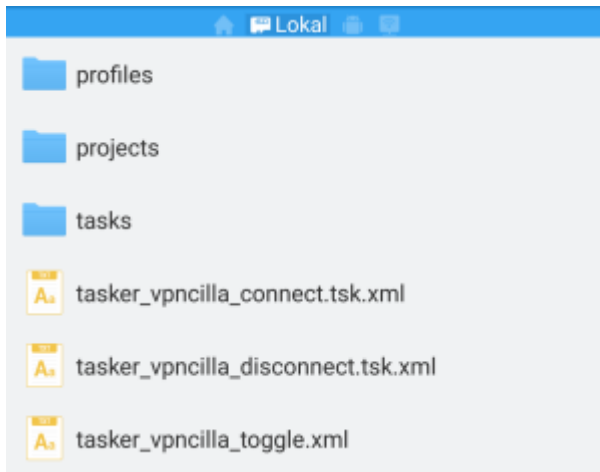 Lokal
profiles
projects
tasks
tasker_vpncilla_connect.tsk.xml
tasker_vpncilla_disconnect.tsk.xml
tasker_vpncilla_toggle.xml